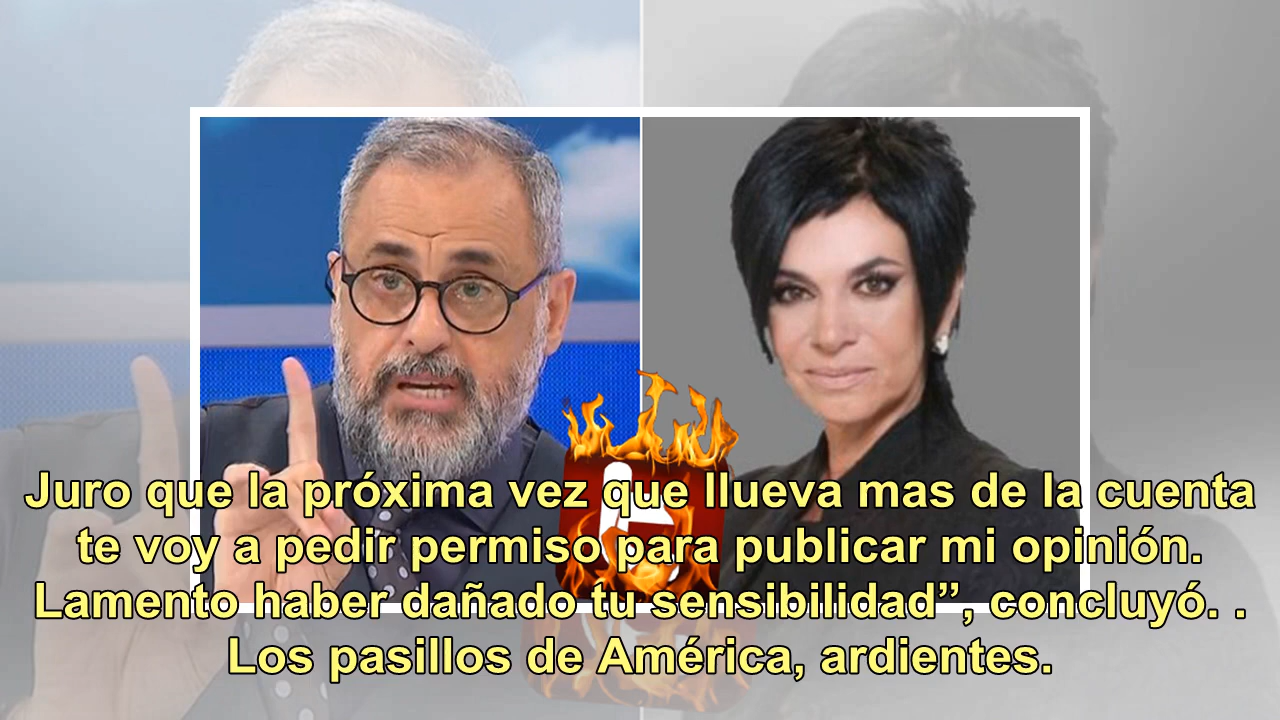 Juro que la próxima vez que llueva mas de la cuenta
te voy a pedir permiso para publicar mi opinión.
Lamento haber dañado tu sensibilidad”, concluyó. .
Los pasillos de América, ardientes.